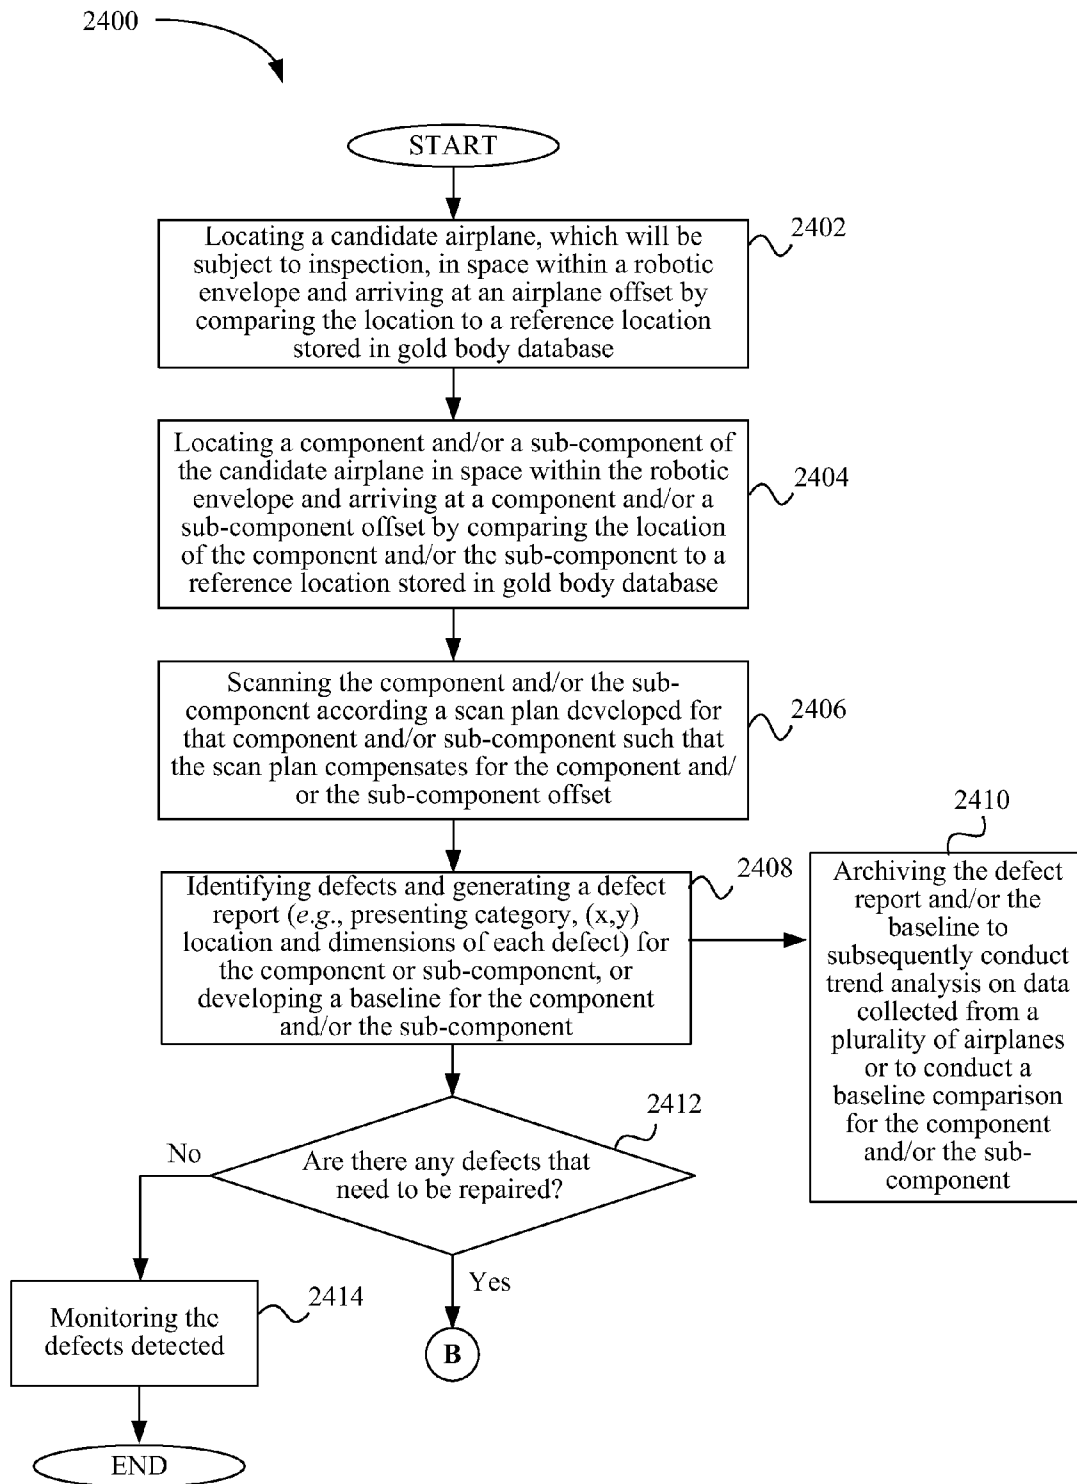 2400
START
Locating a candidate airplane, which will be
subject to inspection, in space within a robotic
envelope and arriving at an airplane offset by
comparing the location to a reference location
stored in gold body database
2402
Locating a component and/or a sub-component of
the candidate airplane in space within the robotic
envelope and arriving at a component and/or a
sub-component offset by comparing the location
of the component and/or the sub-component to a
reference location stored in gold body database
2404
Scanning the component and/or the sub-
component according a scan plan developed for
that component and/or sub-component such that
the scan plan compensates for the component and/
or the sub-component offset
2406
Identifying defects and generating a defect
report (e.g., presenting category, (x,y)
location and dimensions of each defect) for
the component or sub-component, or
developing a baseline for the component
and/or the sub-component
2408
2410
Archiving the defect
report and/or the
baseline to
subsequently conduct
trend analysis on data
collected from a
plurality of airplanes
or to conduct a
baseline comparison
for the component
and/or the sub-
component
2412
Are there any defects that
need to be repaired?
No
Yes
Monitoring the
defects detected
2414
B
END